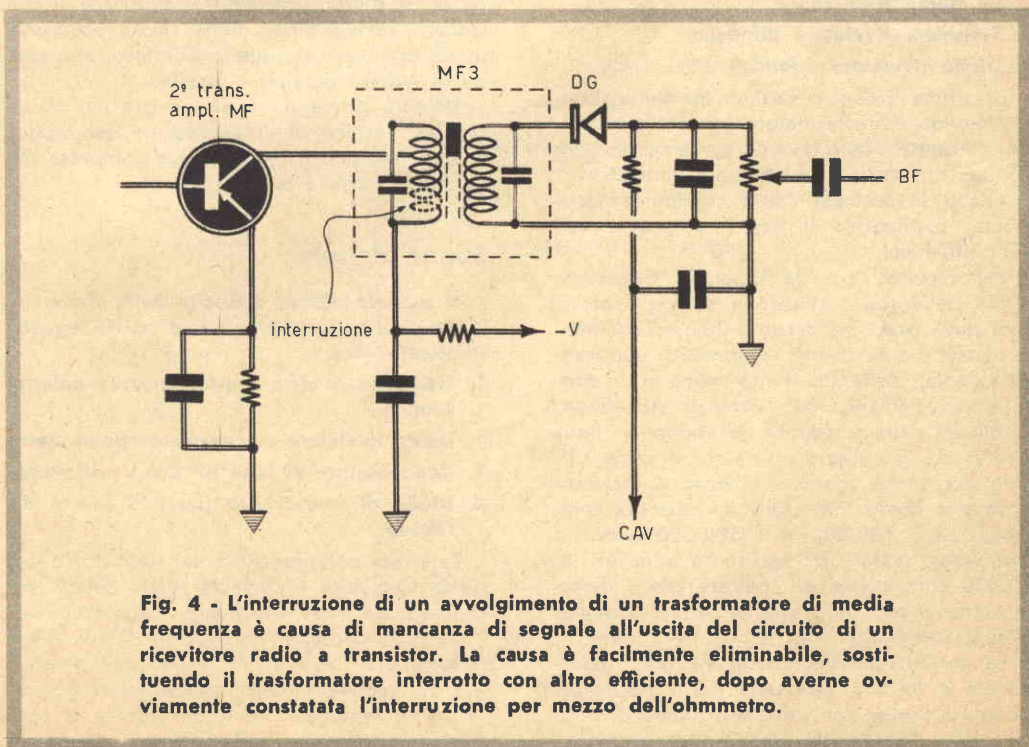 2º trans.
ampl. MF
MF3
DG
BF
interruzione
-V
CAV
Fig. 4 - L'interruzione di un avvolgimento di un trasformatore di media
frequenza è causa di mancanza di segnale all'uscita del circuito di un
ricevitore radio a transistor. La causa è facilmente eliminabile, sosti-
tuendo il trasformatore interrotto con altro efficiente, dopo averne ov-
viamente constatata l'interruzione per mezzo dell'ohmmetro.